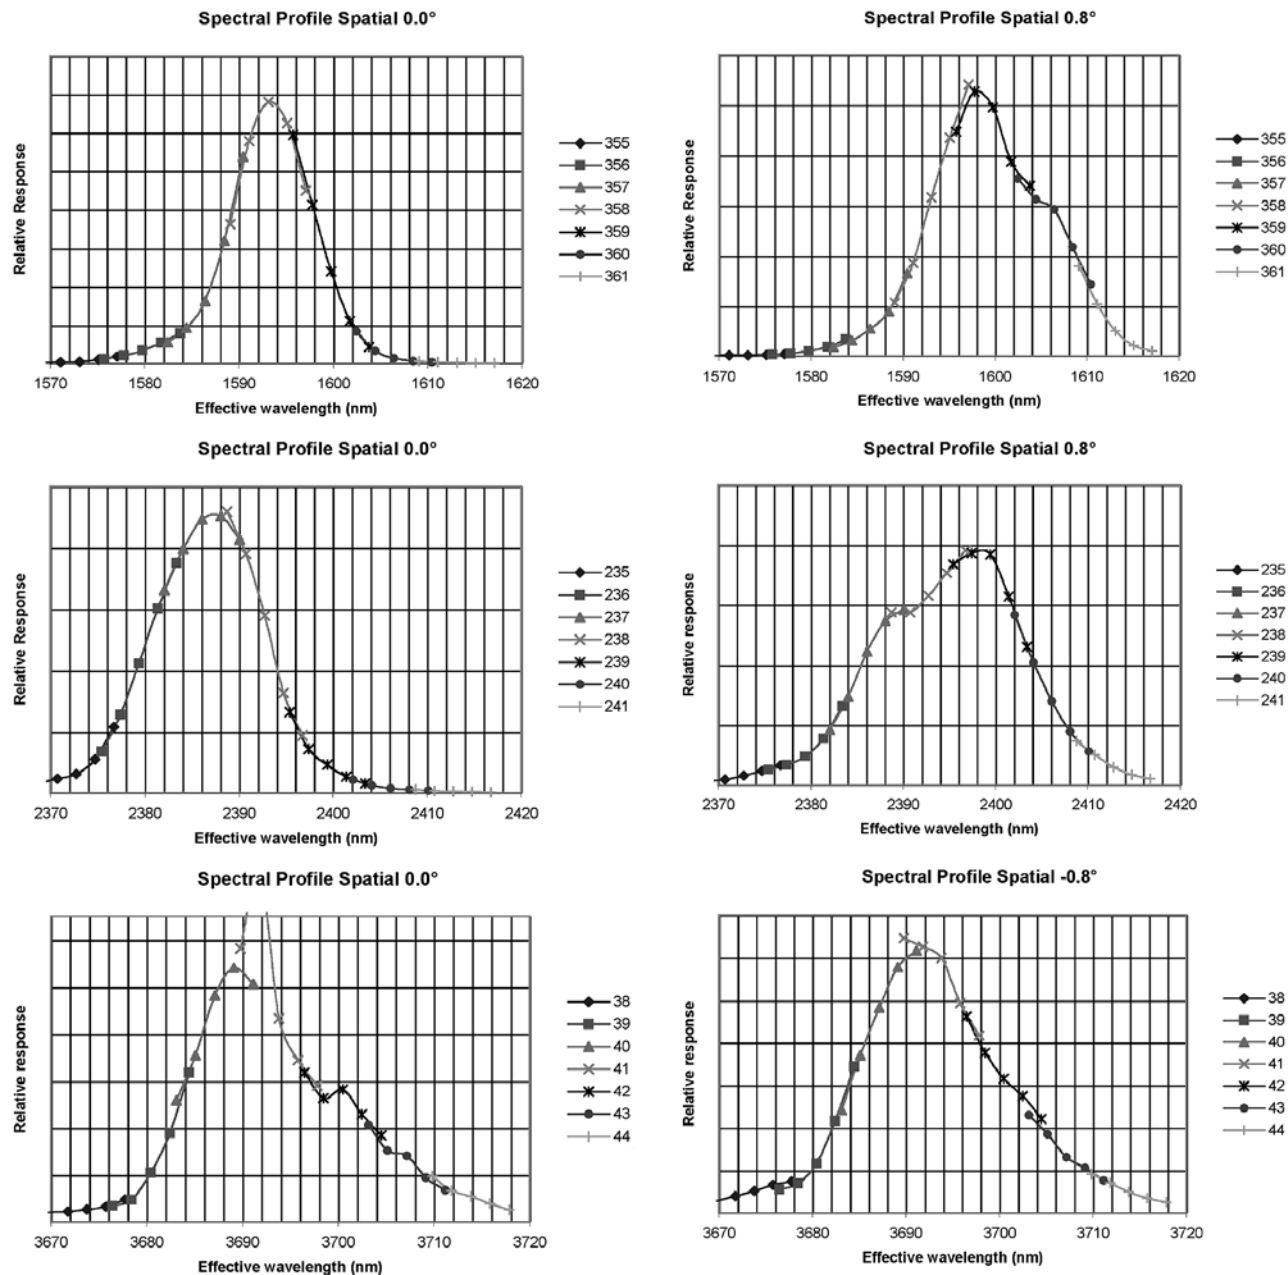 Spectral Profile Spatial 0.0°
Relative Response
1570 1580 1590 1600 1610 1620
Effective wavelength (nm)
355
356
357
358
359
360
361
Spectral Profile Spatial 0.8°
Relative Response
1570 1580 1590 1600 1610 1620
Effective wavelength (nm)
355
356
357
358
359
360
361
Spectral Profile Spatial 0.0°
Relative Response
2370 2380 2390 2400 2410 2420
Effective wavelength (nm)
235
236
237
238
239
240
241
Spectral Profile Spatial 0.8°
Relative response
2370 2380 2390 2400 2410 2420
Effective wavelength (nm)
235
236
237
238
239
240
241
Spectral Profile Spatial 0.0°
Relative response
3670 3680 3690 3700 3710 3720
Effective wavelength (nm)
38
39
40
41
42
43
44
Spectral Profile Spatial -0.8°
Relative response
3670 3680 3690 3700 3710 3720
Effective wavelength (nm)
38
39
40
41
42
43
44